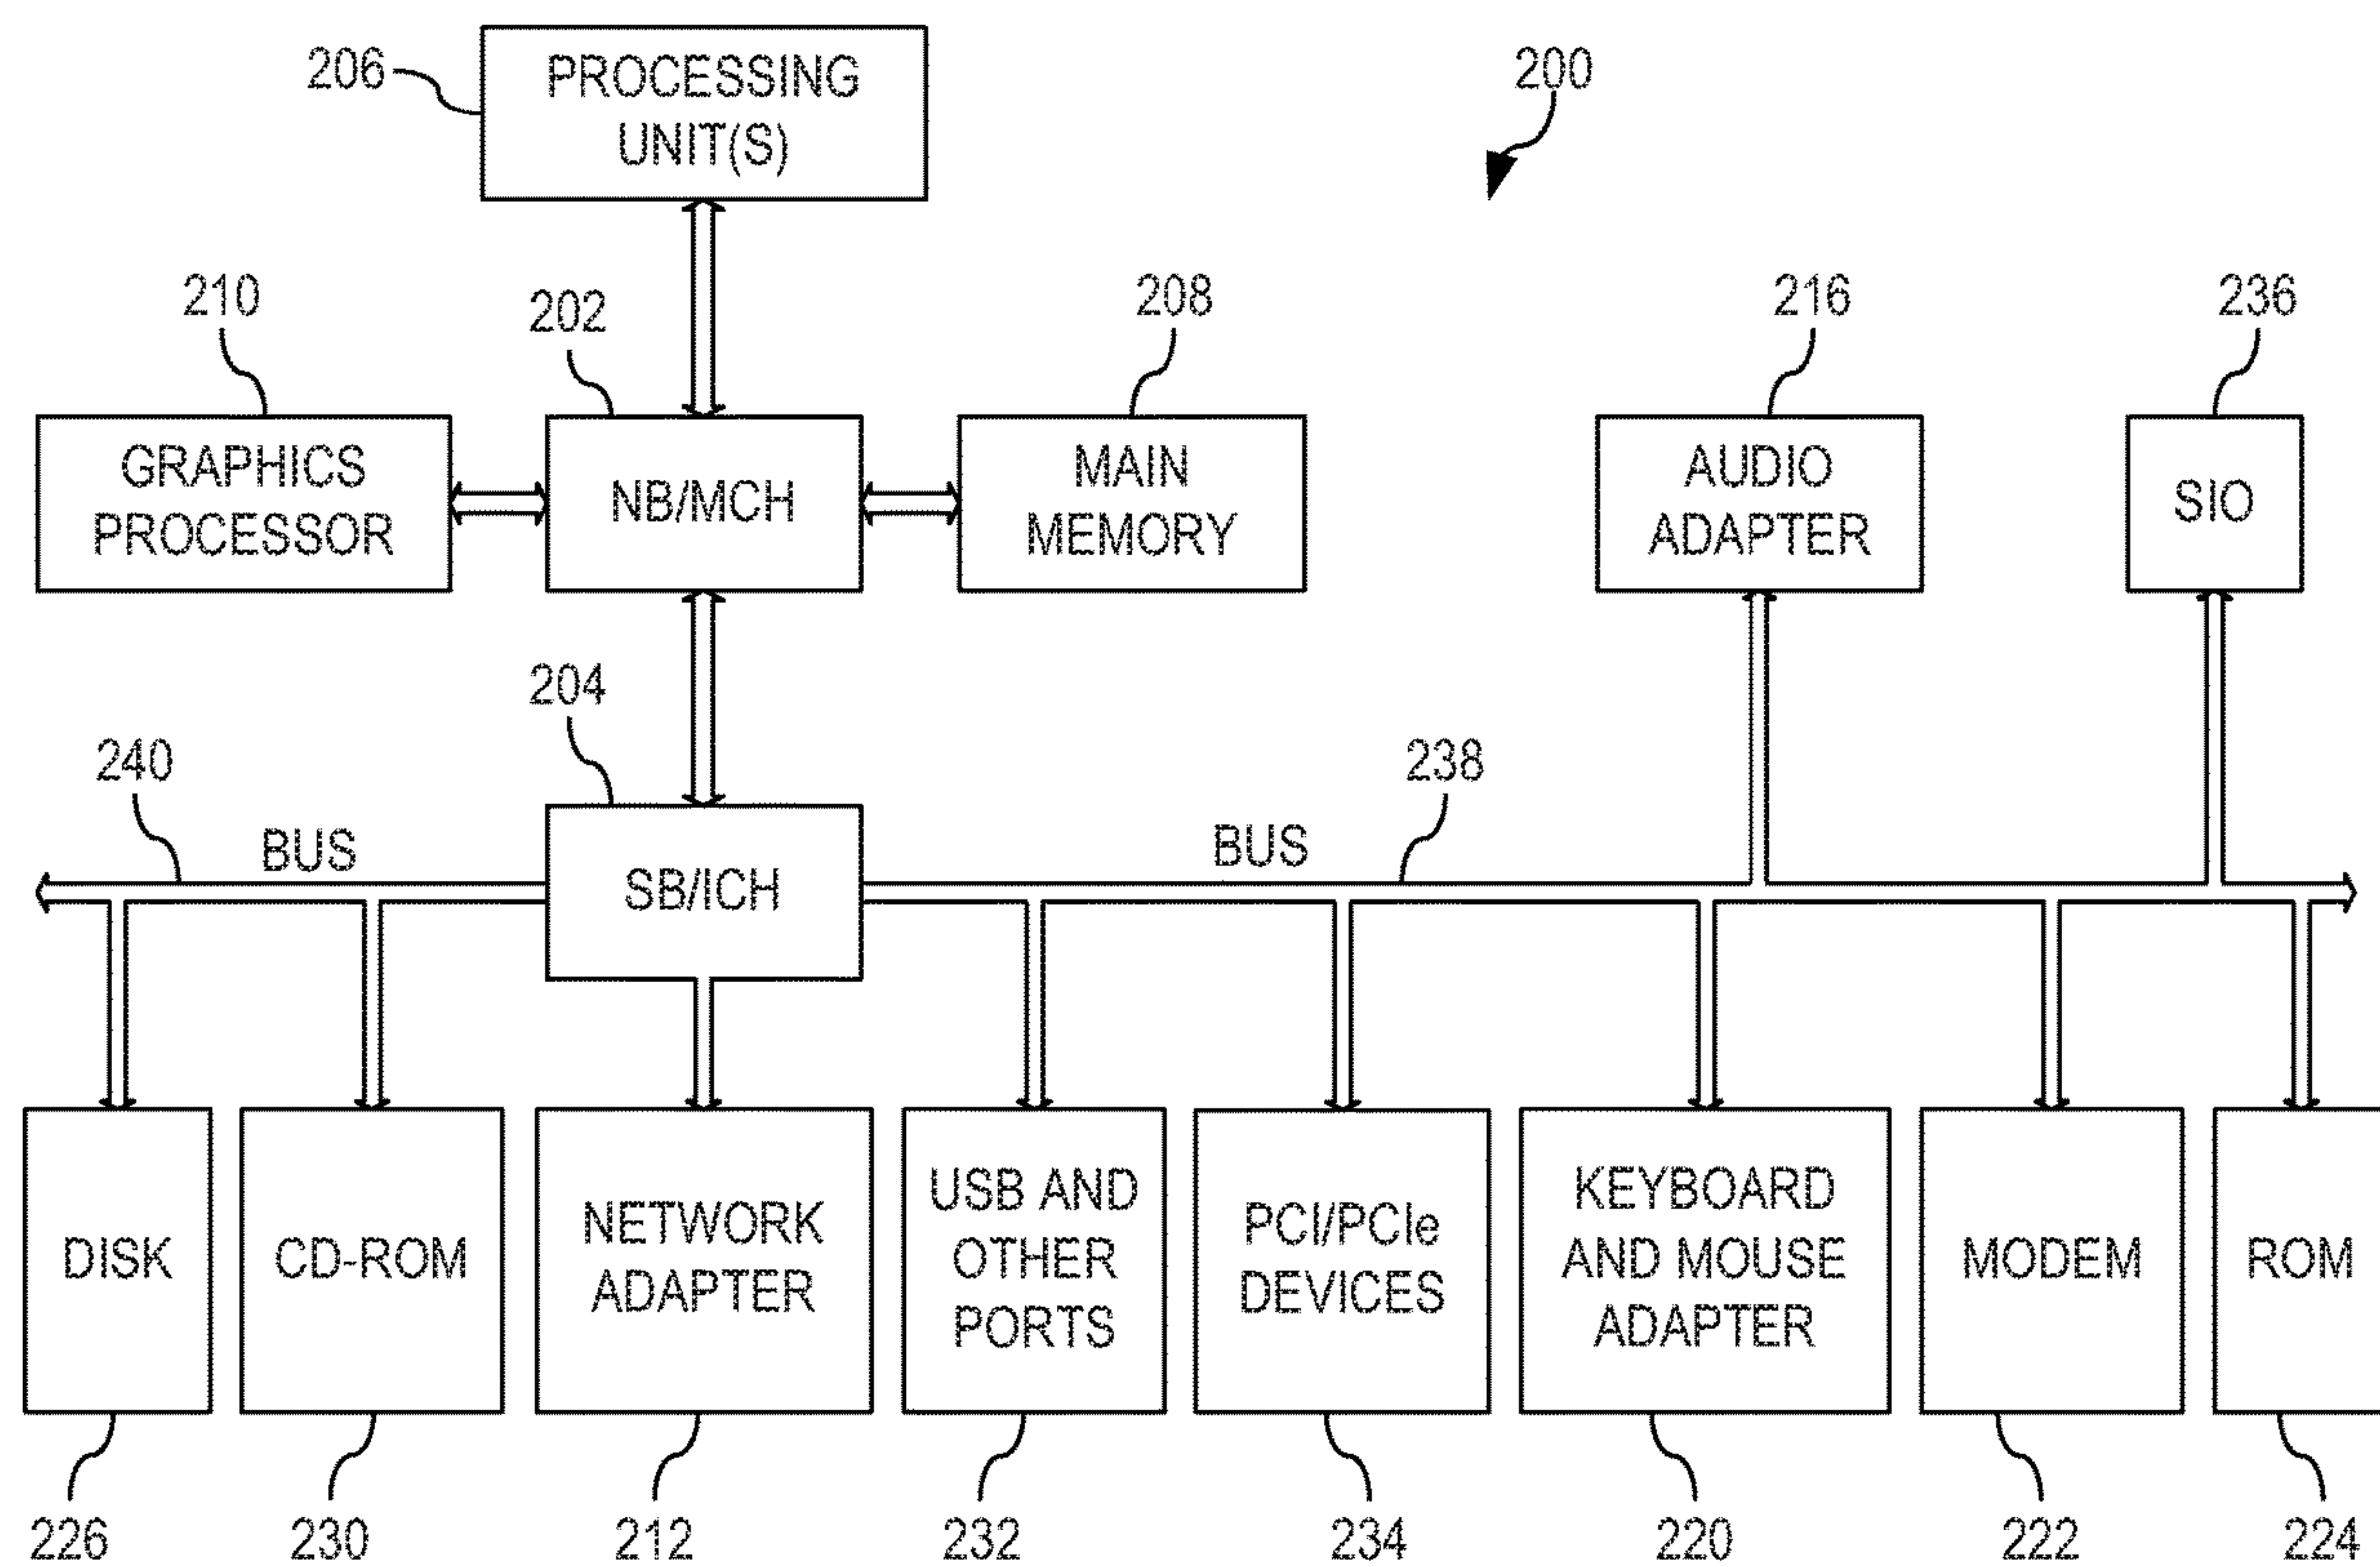 206
PROCESSING
UNIT(S)
200
210
202
208
216
236
GRAPHICS
PROCESSOR
NB/MCH
MAIN
MEMORY
AUDIO
ADAPTER
SIO
204
240
238
BUS
SB/ICH
BUS
DISK
CD-ROM
NETWORK
ADAPTER
USB AND
OTHER
PORTS
PCI/PCIe
DEVICES
KEYBOARD
AND MOUSE
ADAPTER
MODEM
ROM
226
230
212
232
234
220
222
224